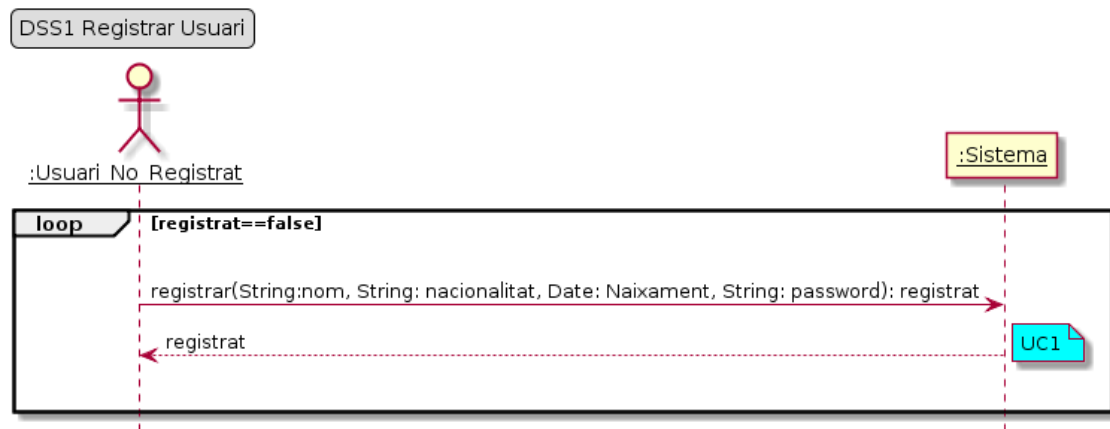 DSS1 Registrar Usuari
:Usuari_No_Registrat
:Sistema
loop [registrat==false]
registrar(String:nom, String: nacionalitat, Date: Naixament, String: password): registrat
registrat
UC1